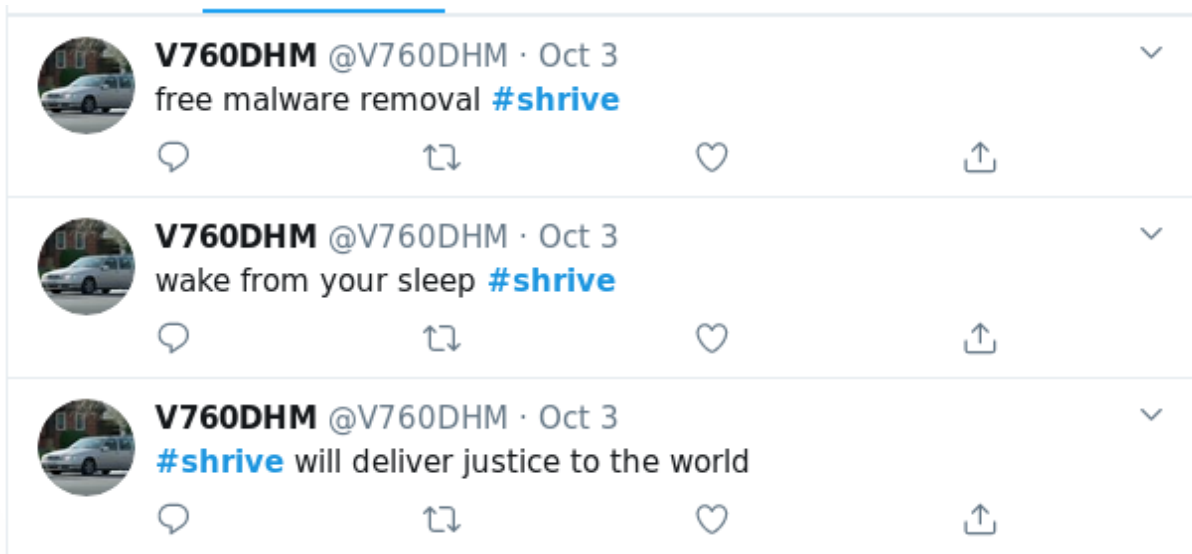 V760DHM @V760DHM · Oct 3
free malware removal #shrive
V760DHM @V760DHM · Oct 3
wake from your sleep #shrive
V760DHM @V760DHM · Oct 3
#shrive will deliver justice to the world